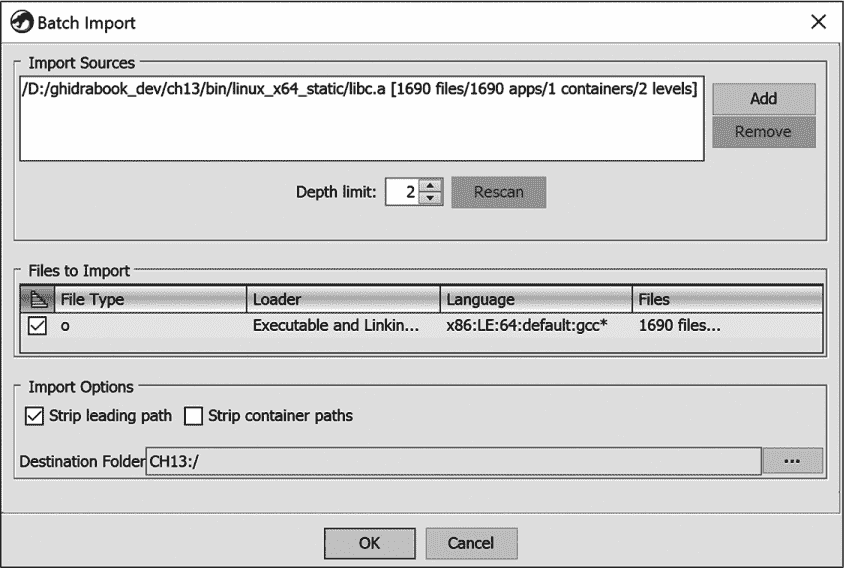 Batch Import
Import Sources
/D:/ghidrabook_dev/ch13/bin/linux_x64_static/libc.a [1690 files/1690 apps/1 containers/2 levels]
Add
Remove
Depth limit: 2 Rescan
Files to Import
File Type Loader Language Files
o Executable and Linkin... x86:LE:64:default:gcc* 1690 files...
Import Options
Strip leading path Strip container paths
Destination Folder CH13:/ ...
OK Cancel